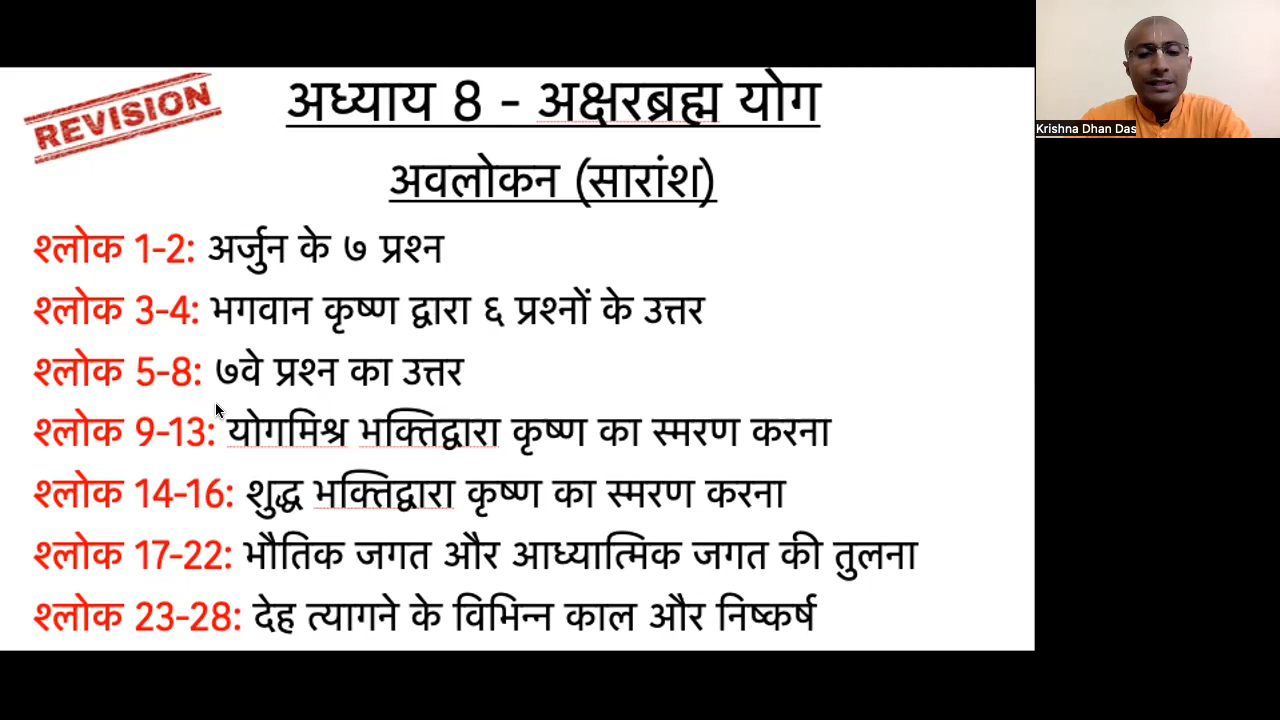 REVISION
अध्याय 8 - अक्षरब्रह्म योग
अवलोकन (सारांश)
श्लोक 1-2: अर्जुन के ७ प्रश्न
श्लोक 3-4: भगवान कृष्ण द्वारा ६ प्रश्नों के उत्तर
श्लोक 5-8: ७वे प्रश्न का उत्तर
श्लोक 9-13: योगमिश्र भक्तिद्वारा कृष्ण का स्मरण करना
श्लोक 14-16: शुद्ध भक्तिद्वारा कृष्ण का स्मरण करना
श्लोक 17-22: भौतिक जगत और आध्यात्मिक जगत की तुलना
श्लोक 23-28: देह त्यागने के विभिन्न काल और निष्कर्ष
Krishna Dhan Das